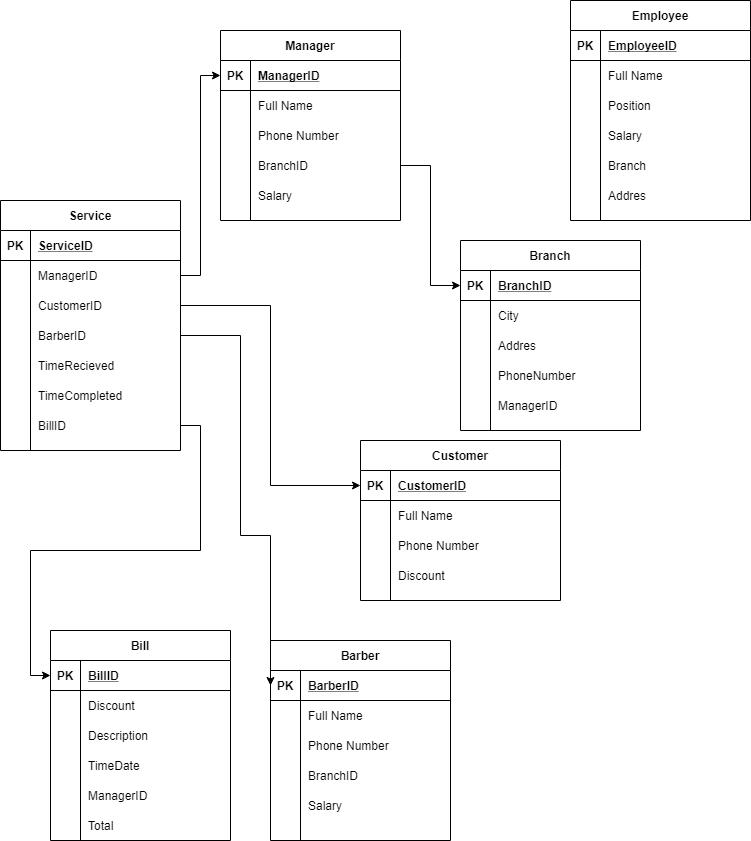 Employee
PK EmployeeID
Full Name
Position
Salary
Branch
Addres
Manager
PK ManagerID
Full Name
Phone Number
BranchID
Salary
Service
PK ServiceID
ManagerID
CustomerID
BarberID
TimeRecieved
TimeCompleted
BillID
Branch
PK BranchID
City
Addres
PhoneNumber
ManagerID
Customer
PK CustomerID
Full Name
Phone Number
Discount
Bill
PK BillID
Discount
Description
TimeDate
ManagerID
Total
Barber
PK BarberID
Full Name
Phone Number
BranchID
Salary